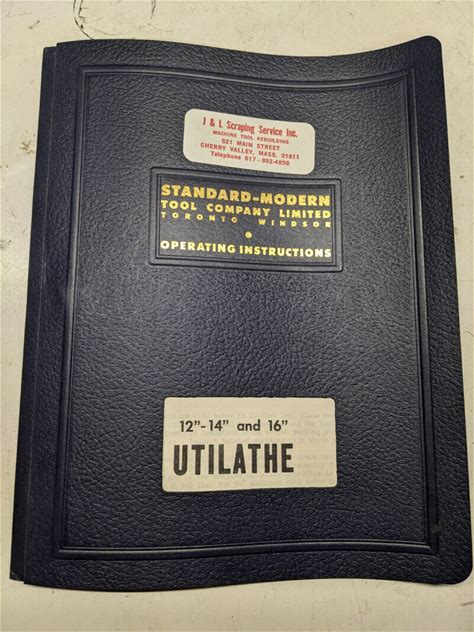 J & L Scraping Service Inc.
MACHINE TOOL REBUILDING
521 MAIN STREET
CHERRY VALLEY, MASS. 01611
Telephone 617 - 892-4896
STANDARD-MODERN
TOOL COMPANY LIMITED
TORONTO WINDSOR
OPERATING INSTRUCTIONS
12"-14" and 16"
UTILATHE